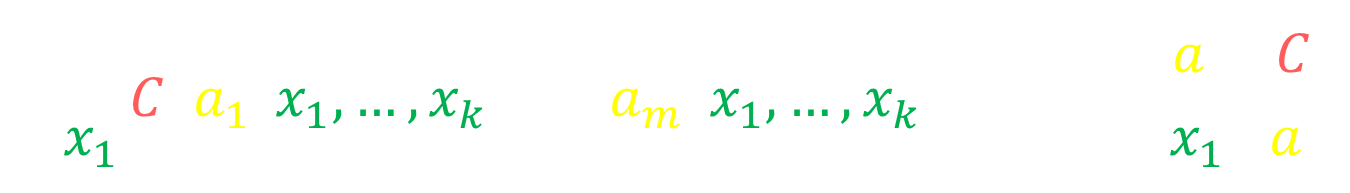 C a₁ x₁, … , xₖ aₘ x₁, … , xₖ
x₁
a C
x₁ a